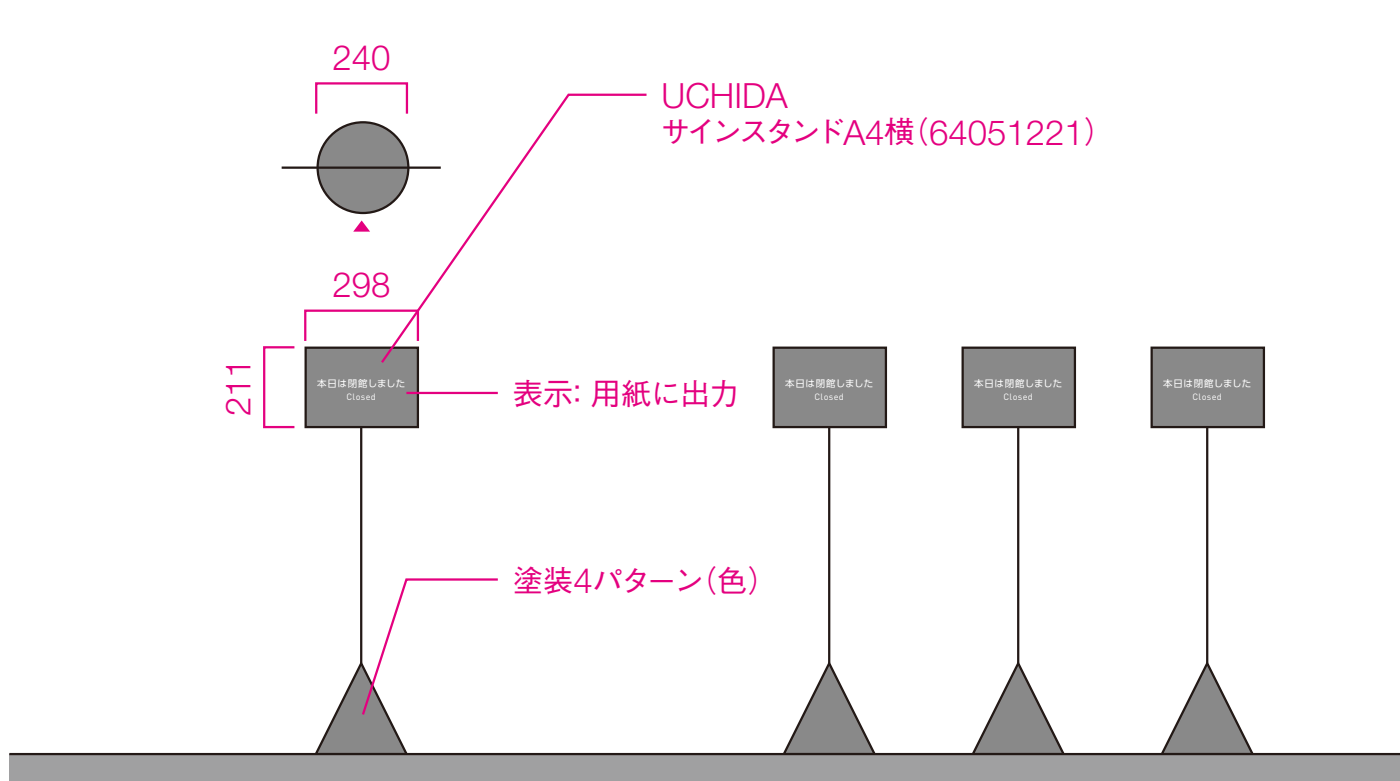 240
UCHIDA
サインスタンドA4横（64051221）
298
211
本日は閉館しました
Closed
表示: 用紙に出力
本日は閉館しました
Closed
本日は閉館しました
Closed
本日は閉館しました
Closed
塗装4パターン（色）